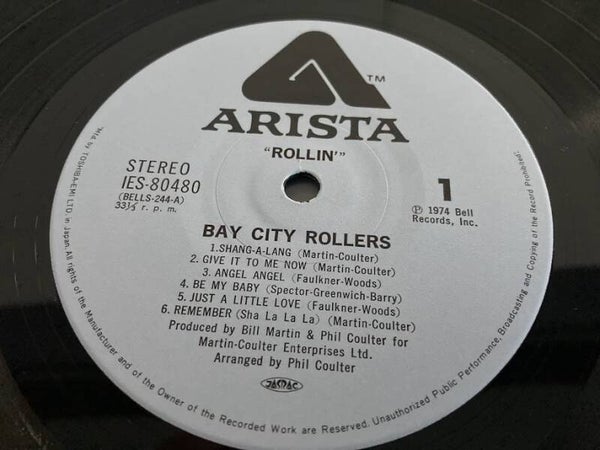 TM
ARISTA
"ROLLIN'"
STEREO
IES-80480
(BELLS-244-A)
33⅓ r. p. m.
1
Ⓟ 1974 Bell
Records, Inc.
BAY CITY ROLLERS
1.SHANG-A-LANG (Martin-Coulter)
2. GIVE IT TO ME NOW (Martin-Coulter)
3. ANGEL ANGEL (Faulkner-Woods)
4. BE MY BABY (Spector-Greenwich-Barry)
5. JUST A LITTLE LOVE (Faulkner-Woods)
6. REMEMBER (Sha La La La) (Martin-Coulter)
Produced by Bill Martin & Phil Coulter for
Martin-Coulter Enterprises Ltd.
Arranged by Phil Coulter
JASRAC
Mfd. by TOSHIBA-EMI LTD. in Japan. All rights of the Manufacturer and of the Owner of the Recorded Work are Reserved. Unauthorized Public Performance, Broadcasting and Copying of the Record Prohibited.